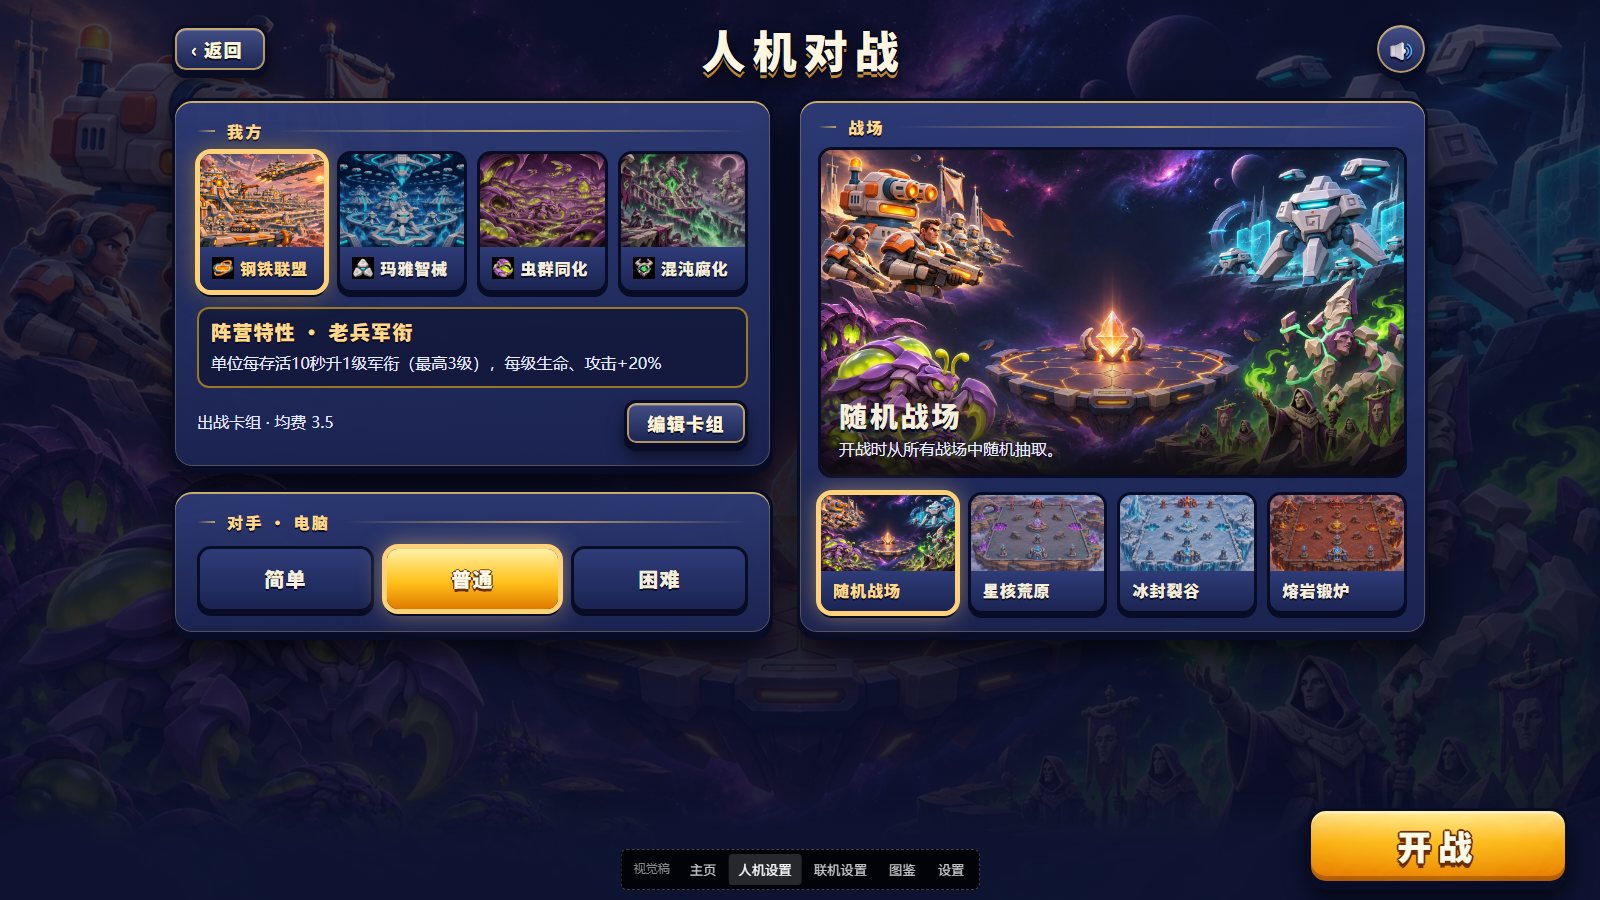 ‹ 返回
人机对战
我方
钢铁联盟
玛雅智械
虫群同化
混沌腐化
阵营特性 · 老兵军衔
单位每存活10秒升1级军衔（最高3级），每级生命、攻击+20%
出战卡组 · 均费 3.5
编辑卡组
对手 · 电脑
简单
普通
困难
战场
随机战场
开战时从所有战场中随机抽取。
随机战场
星核荒原
冰封裂谷
熔岩锻炉
开战
视觉稿
主页
人机设置
联机设置
图鉴
设置